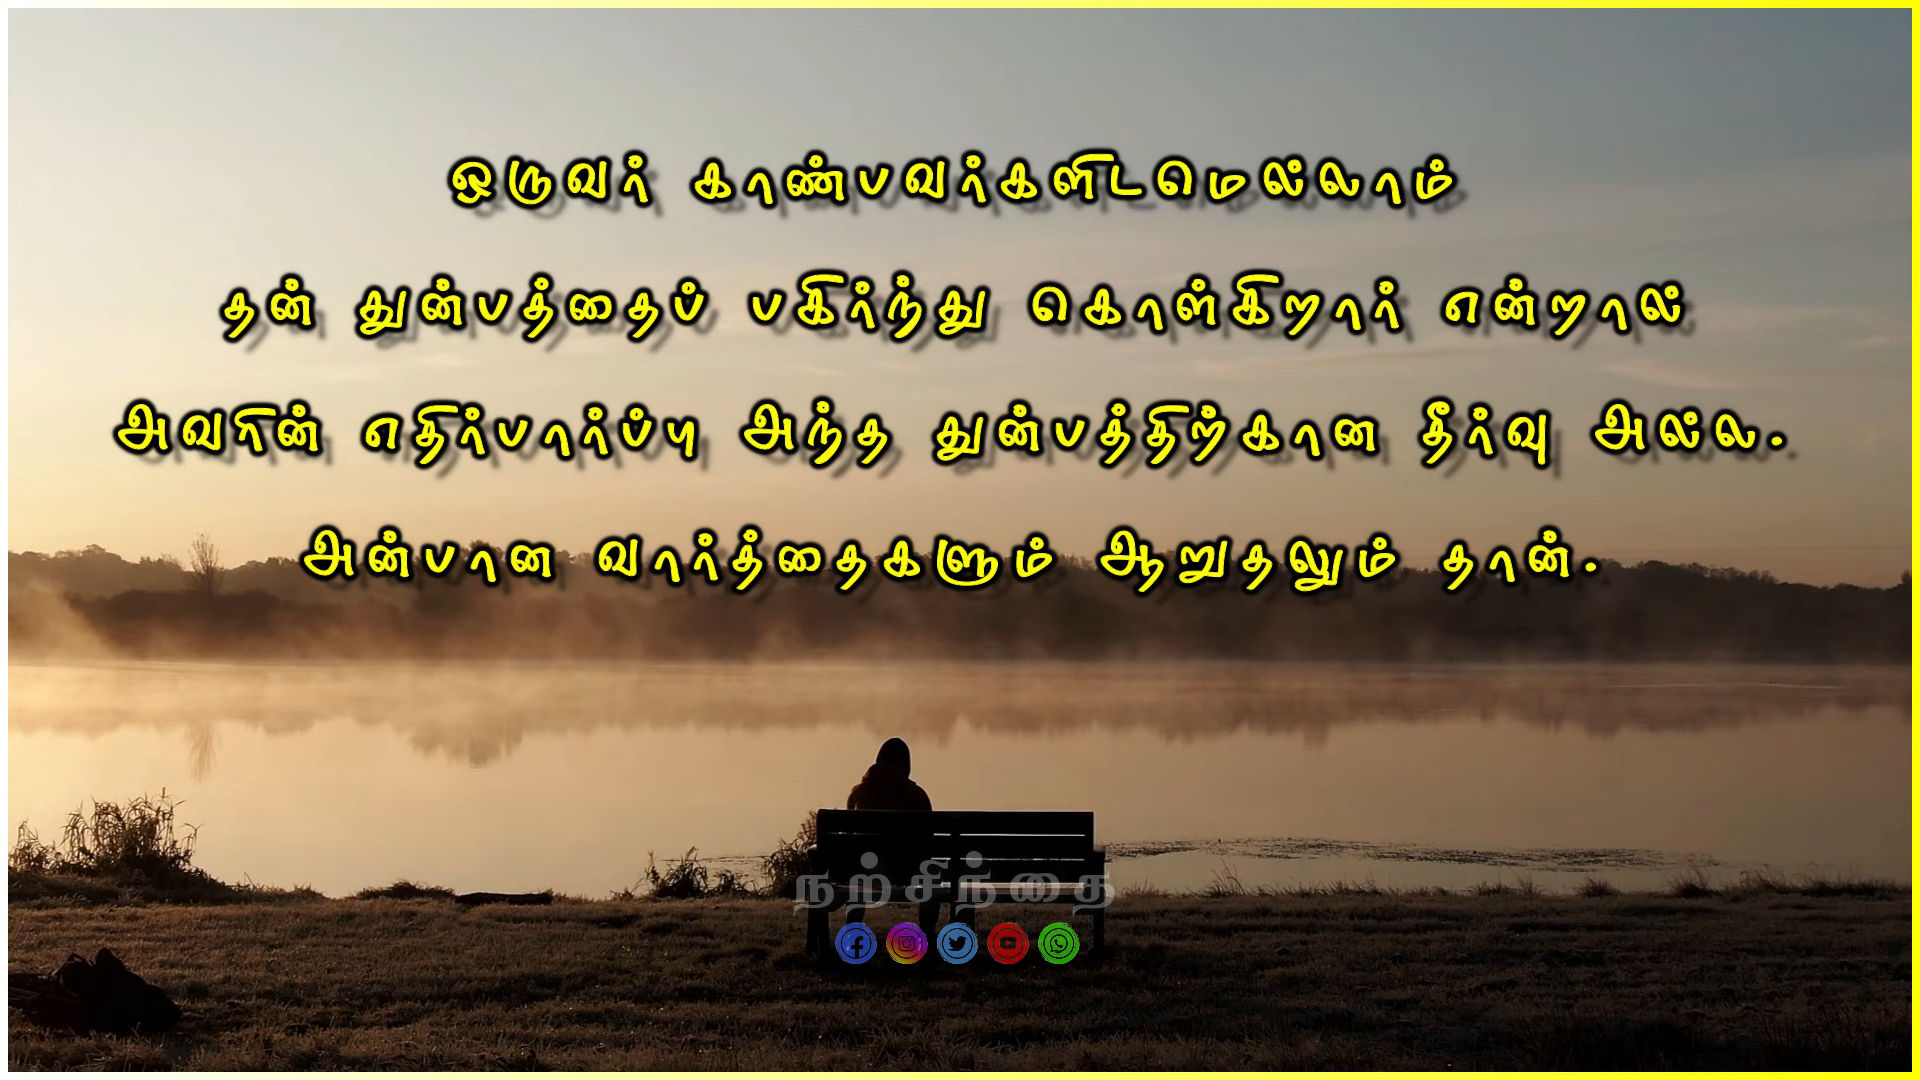 ஒருவர் காண்பவர்களிடமெல்லாம்
தன் துன்பத்தைப் பகிர்ந்து கொள்கிறார் என்றால்
அவரின் எதிர்பார்ப்பு அந்த துன்பத்திற்கான தீர்வு அல்ல.
அன்பான வார்த்தைகளும் ஆறுதலும் தான்.
நற்சிந்தை